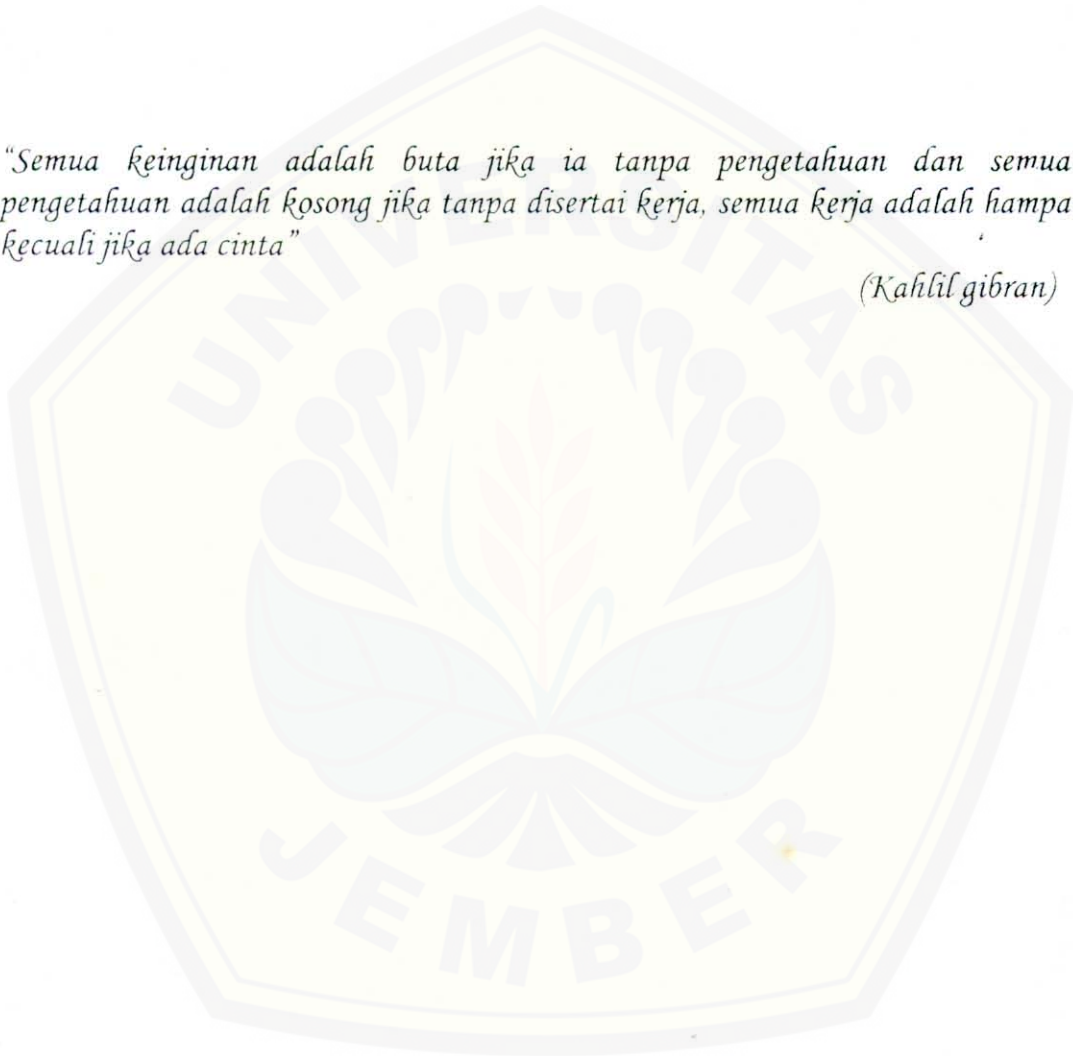 “Semua keinginan adalah buta jika ia tanpa pengetahuan dan semua
pengetahuan adalah kosong jika tanpa disertai kerja, semua kerja adalah hampa
kecuali jika ada cinta”
(Kahlil gibran)
UNIVERSITAS
JEMBER